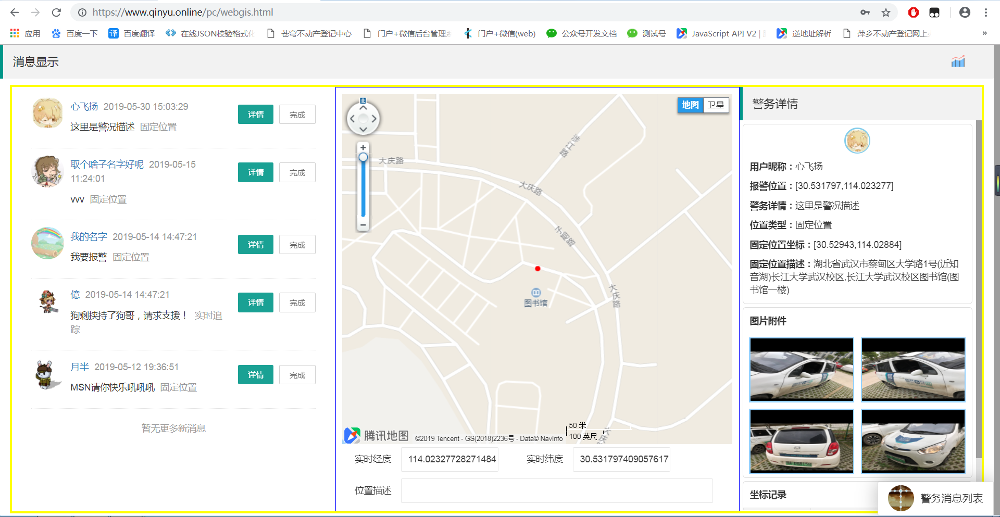 https://www.qinyu.online/pc/webgis.html
应用 百度一下 译 百度翻译 在线JSON校验格式化 苍穹不动产登记中心 门户+微信后台管理系 门户+微信(web) 公众号开发文档 测试号 JavaScript API V2 | 逆地址解析 萍乡不动产登记网上 »
消息显示
心飞扬 2019-05-30 15:03:29
这里是警况描述 固定位置
详情 完成
取个啥子名字好呢 2019-05-15
11:24:01
vvv 固定位置
详情 完成
我的名字 2019-05-14 14:47:21
我要报警 固定位置
详情 完成
億 2019-05-14 14:47:21
狗剩挟持了狗哥，请求支援！ 实时追
踪
详情 完成
月半 2019-05-12 19:36:51
MSN请你快乐吼吼吼 固定位置
详情 完成
暂无更多新消息
北
地图 卫星
大庆路
涉江路
大庆路
大庆路
图书馆
腾讯地图 ©2019 Tencent - GS(2018)2236号 - Data© NavInfo
50 米
100 英尺
实时经度 114.02327728271484 实时纬度 30.531797409057617
位置描述
警务详情
用户昵称：心飞扬
报警位置：[30.531797,114.023277]
警务详情：这里是警况描述
位置类型：固定位置
固定位置坐标：[30.52943,114.02884]
固定位置描述：湖北省武汉市蔡甸区大学路1号(近知
音湖)长江大学武汉校区,长江大学武汉校区图书馆(图
书馆一楼)
图片附件
坐标记录
警务消息列表